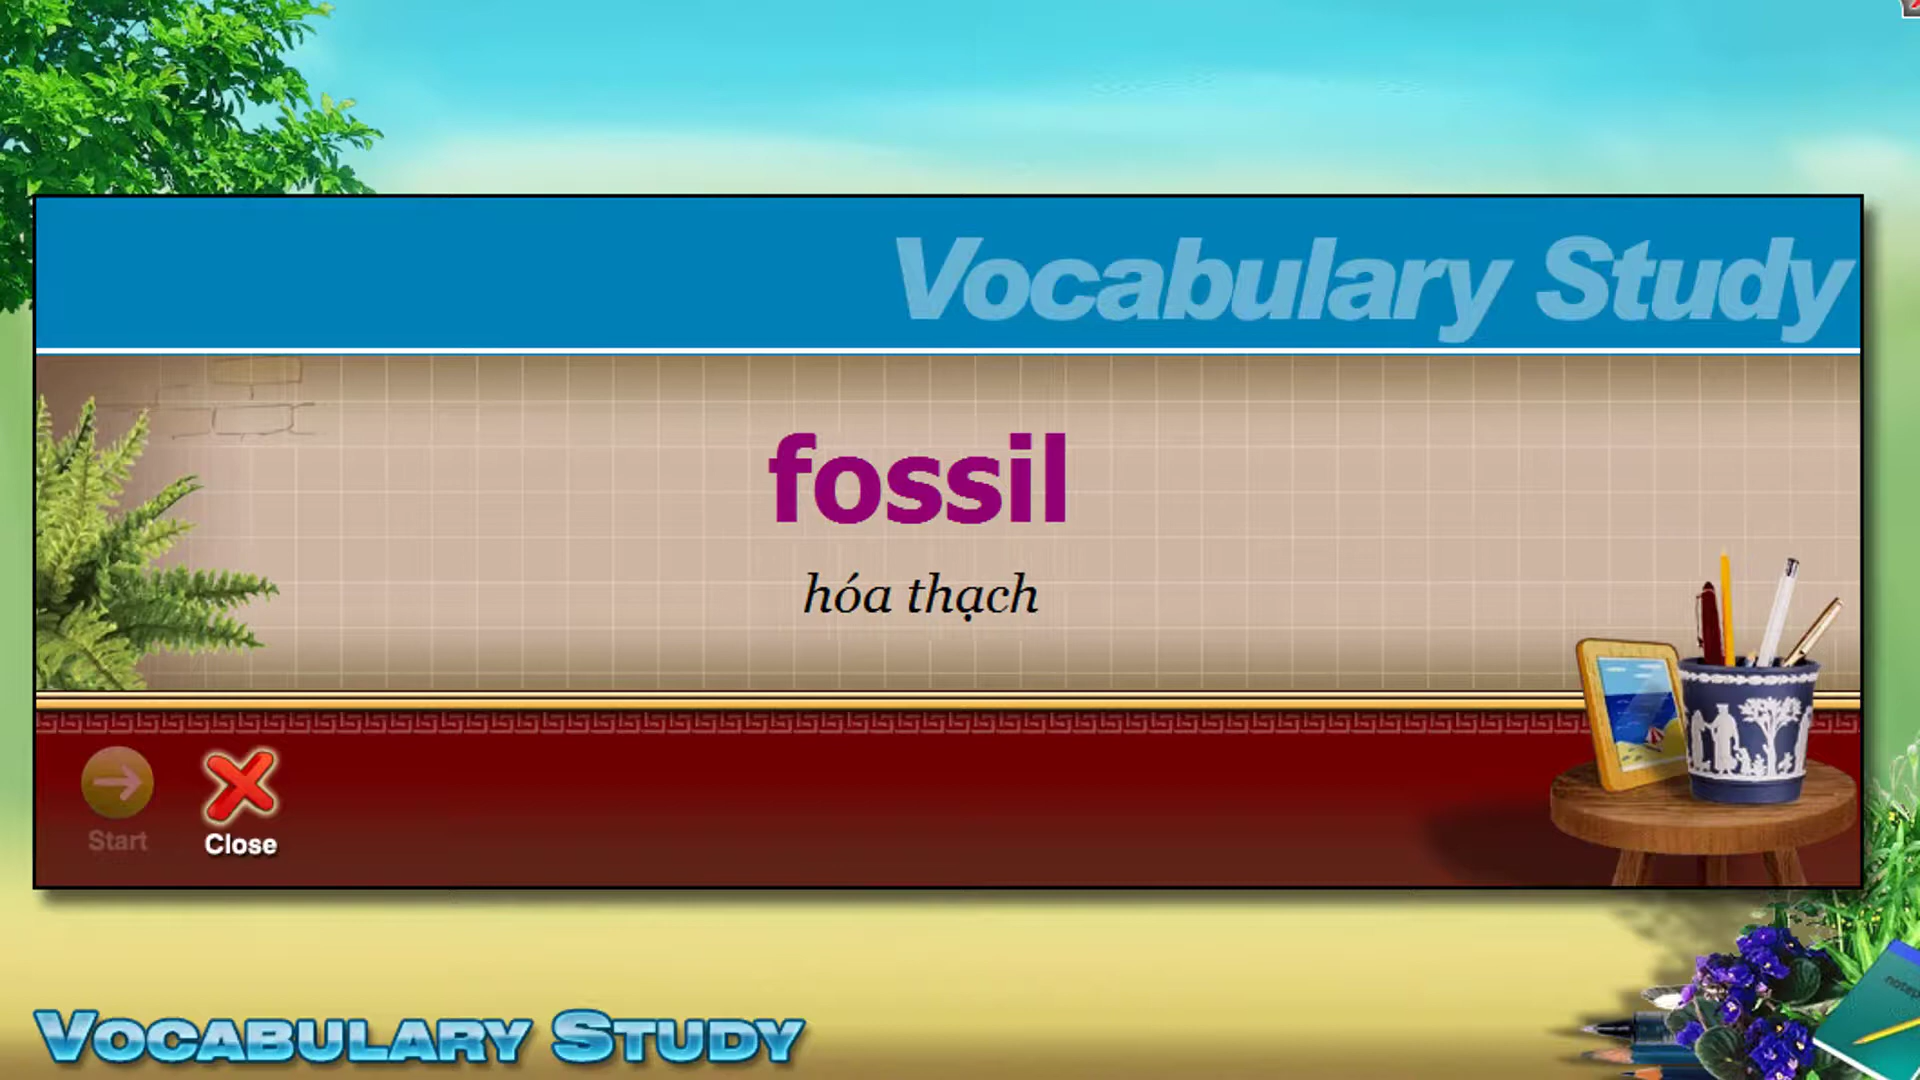 Vocabulary Study
fossil
hóa thạch
Start
Close
VOCABULARY STUDY